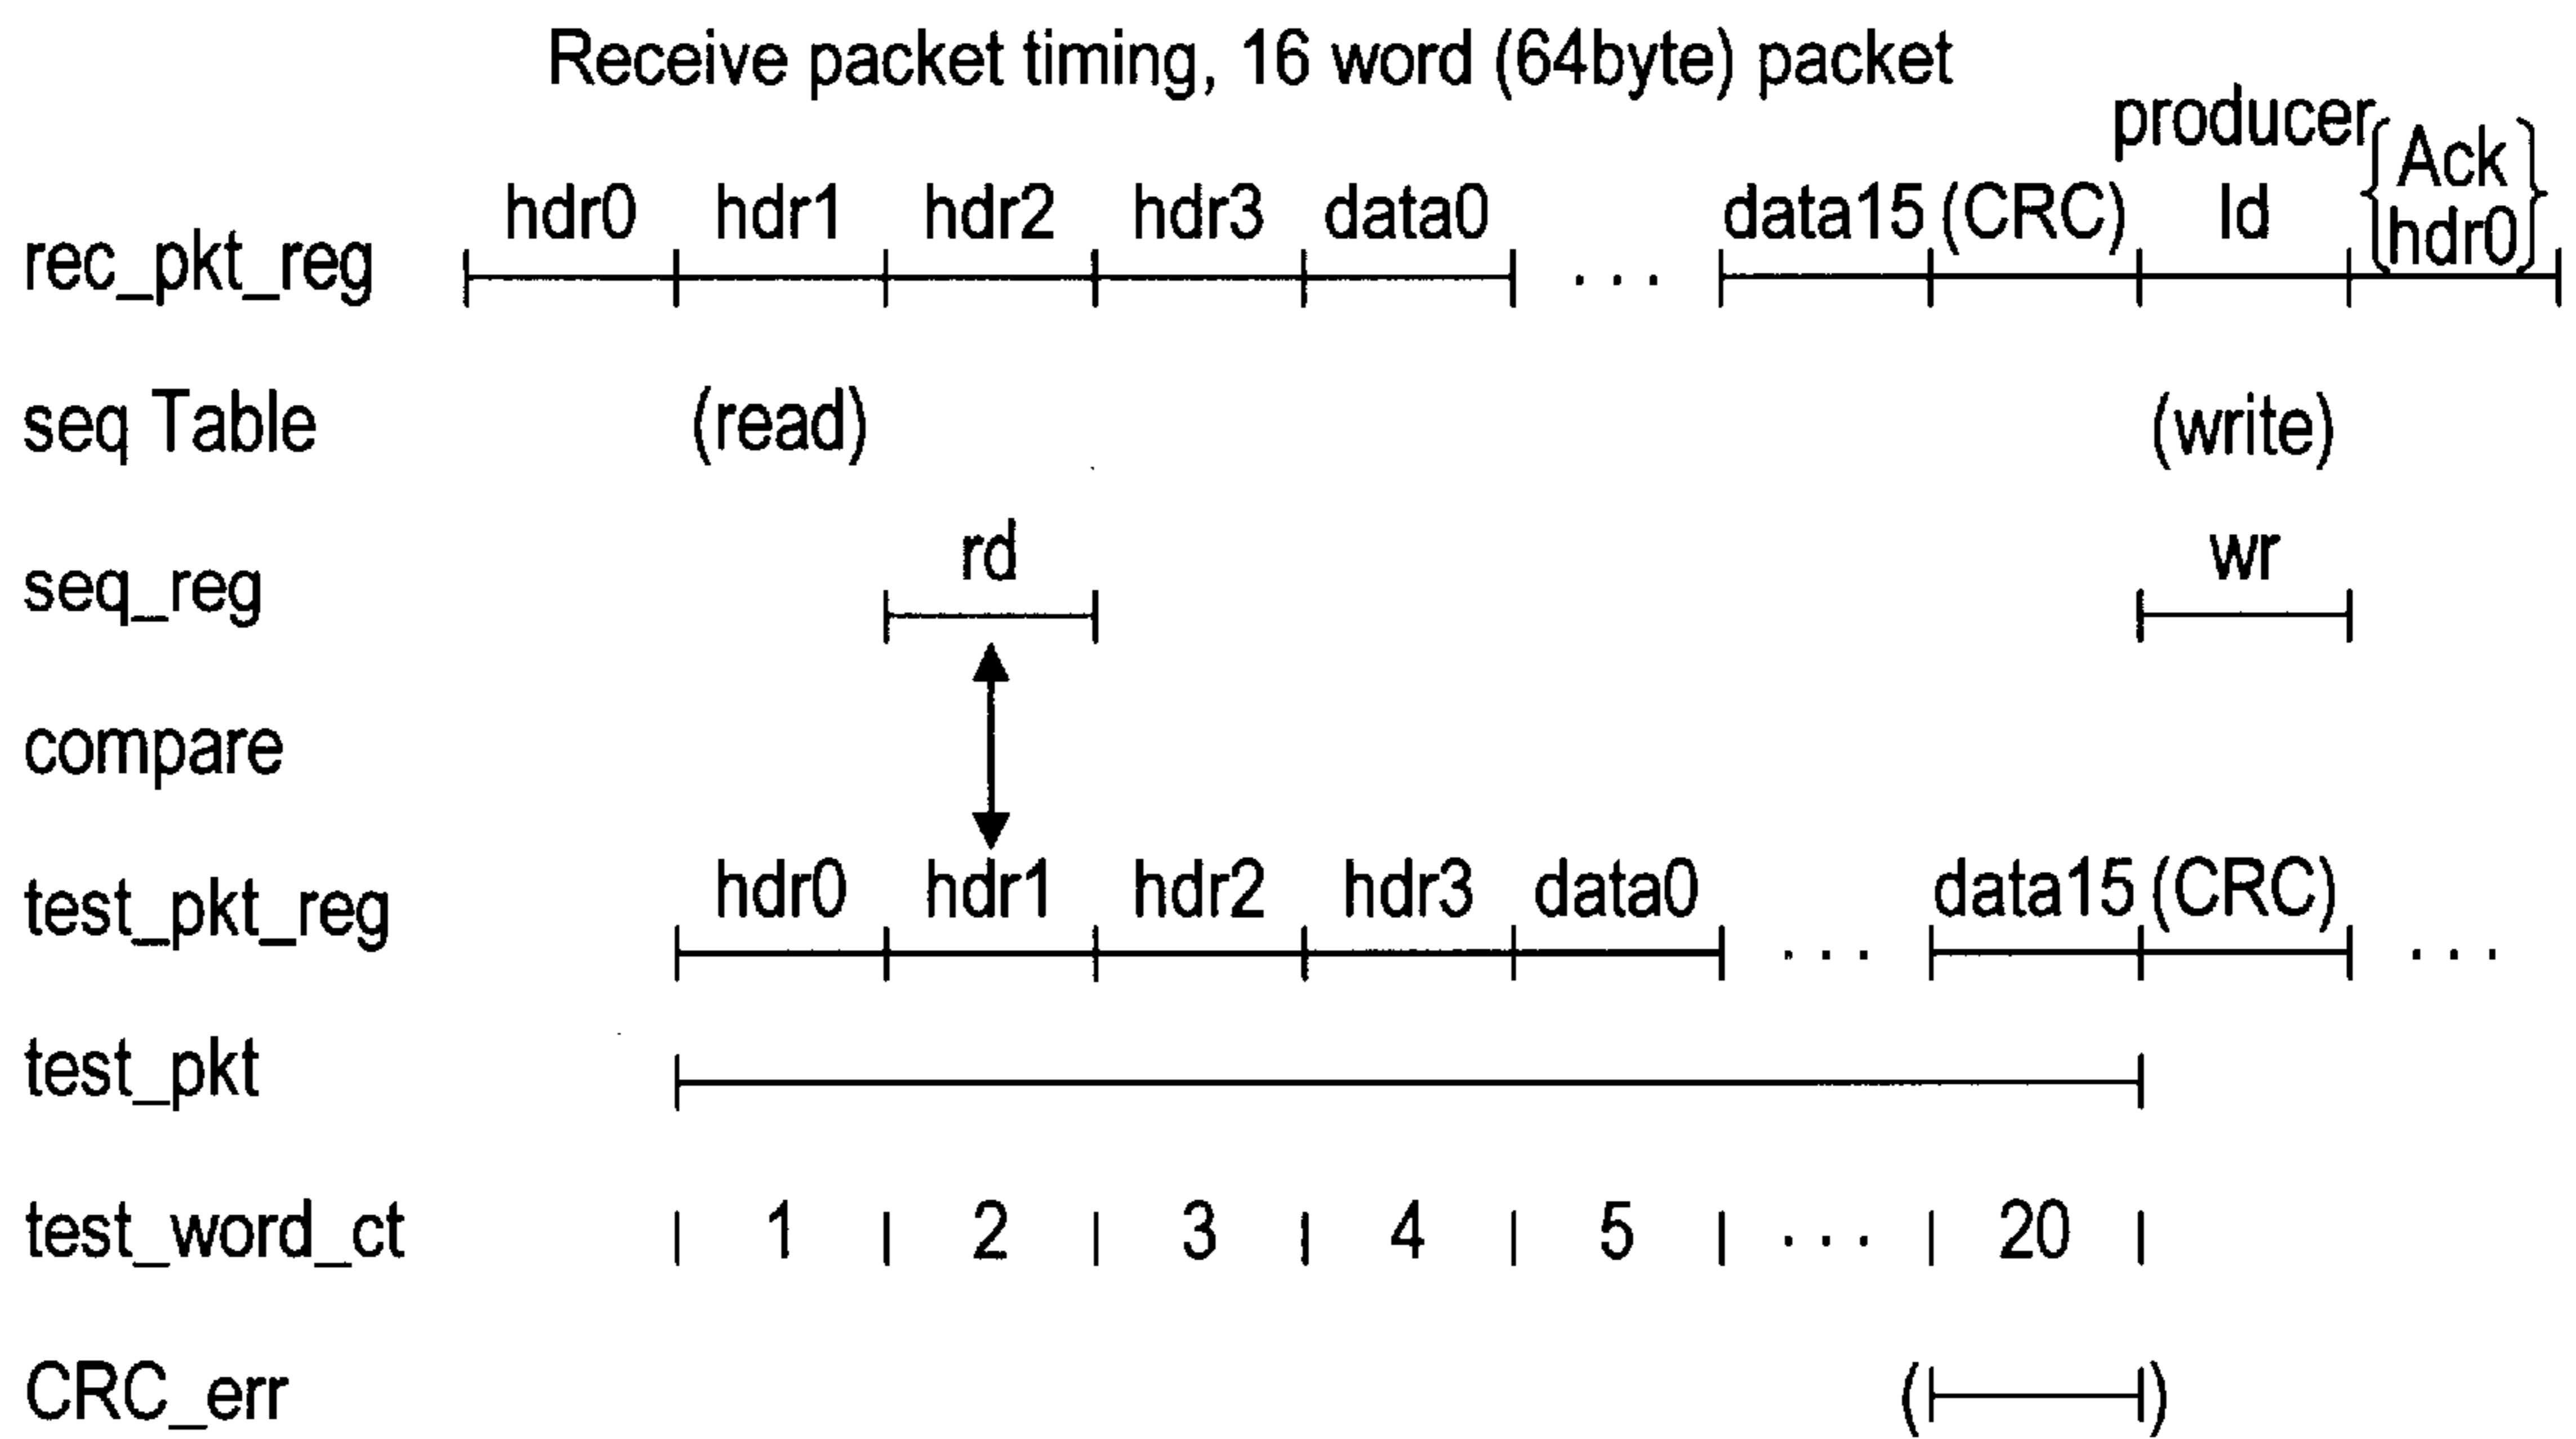 Receive packet timing, 16 word (64byte) packet
producer
rec_pkt_reg hdr0 hdr1 hdr2 hdr3 data0 ... data15 (CRC) Id {Ack hdr0}
seq Table (read) (write)
seq_reg rd wr
compare
test_pkt_reg hdr0 hdr1 hdr2 hdr3 data0 ... data15 (CRC) ...
test_pkt
test_word_ct 1 2 3 4 5 ... 20
CRC_err ( )